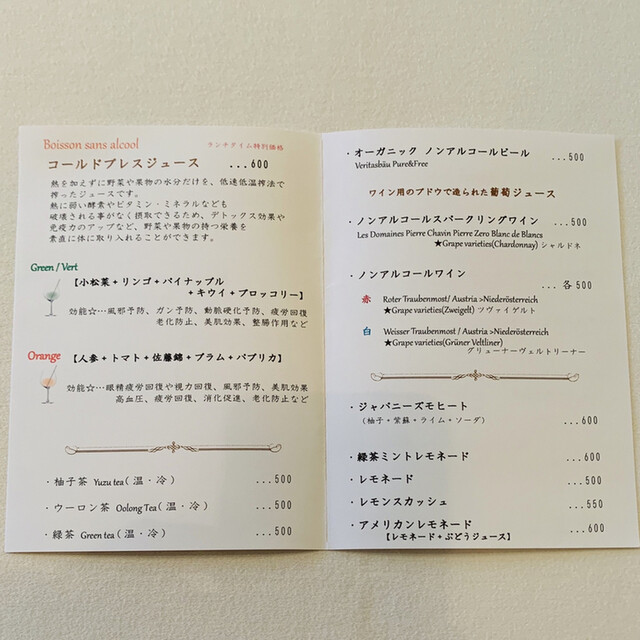 Boisson sans alcool ランチタイム特別価格
コールドプレスジュース ...600
熱を加えずに野菜や果物の水分だけを、低速低温搾法で
搾ったジュースです。
熱に弱い酵素やビタミン・ミネラルなども
破壊される事がなく摂取できるため、デトックス効果や
免疫力のアップなど、野菜や果物の持つ栄養を
素直に体に取り入れることができます。
Green / Vert
【小松菜+リンゴ+パイナップル
+キウイ+ブロッコリー】
効能☆…風邪予防、ガン予防、動脈硬化予防、疲労回復
老化防止、美肌効果、整腸作用など
Orange 【人参+トマト+佐藤錦+プラム+パプリカ】
効能☆…眼精疲労回復や視力回復、風邪予防、美肌効果
高血圧、疲労回復、消化促進、老化防止など
・柚子茶 Yuzu tea(温・冷) ...500
・ウーロン茶 Oolong Tea(温・冷) ...500
・緑茶 Green tea(温・冷) ...500
・オーガニック ノンアルコールビール ...500
Veritasbäu Pure&Free
ワイン用のブドウで造られた葡萄ジュース
・ノンアルコールスパークリングワイン ...500
Les Domaines Pierre Chavin Pierre Zero Blanc de Blancs
★Grape varieties(Chardonnay) シャルドネ
・ノンアルコールワイン ... 各500
赤 Roter Traubenmost/ Austria >Niederösterreich
★Grape varieties(Zweigelt) ツヴァイゲルト
白 Weisser Traubenmost / Austria >Niederösterreich
★Grape varieties(Grüner Veltliner)
グリューナーヴェルトリーナー
・ジャパニーズモヒート
(柚子+紫蘇+ライム+ソーダ) ...600
・緑茶ミントレモネード ...600
・レモネード ...500
・レモンスカッシュ ...550
・アメリカンレモネード ...600
【レモネード+ぶどうジュース】